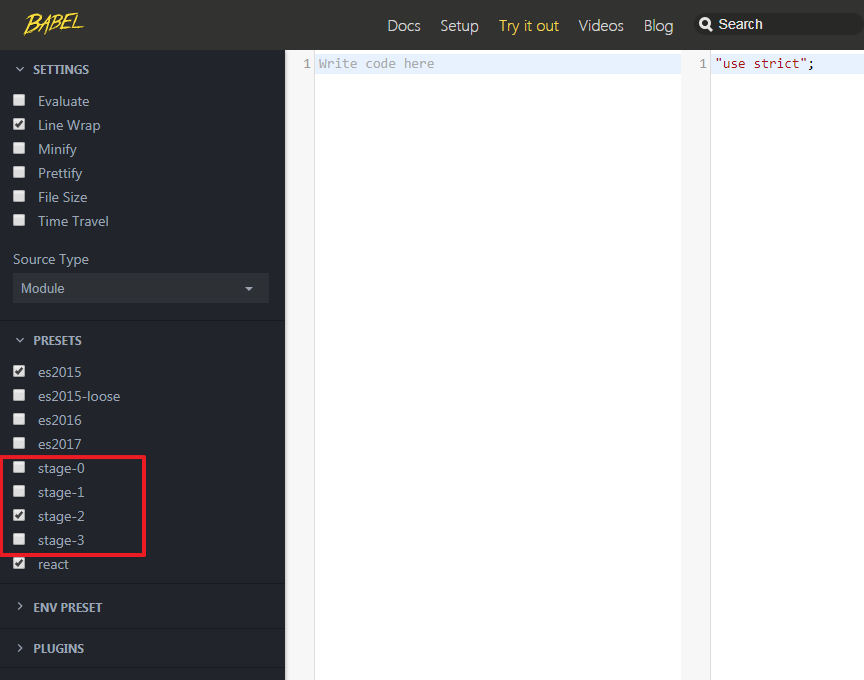 BABEL
Docs Setup Try it out Videos Blog Search
SETTINGS
Evaluate
Line Wrap
Minify
Prettify
File Size
Time Travel
Source Type
Module
PRESETS
es2015
es2015-loose
es2016
es2017
stage-0
stage-1
stage-2
stage-3
react
ENV PRESET
PLUGINS
1 Write code here
1 "use strict";